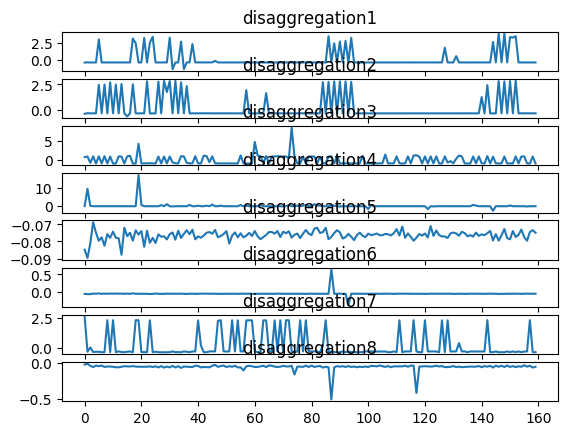 disaggregation1
2.5
0.0
disaggregation2
2.5
0.0
disaggregation3
5
0
disaggregation4
10
0
disaggregation5
−0.07
−0.08
−0.09
disaggregation6
0.5
0.0
disaggregation7
2.5
0.0
disaggregation8
0.0
−0.5
0 20 40 60 80 100 120 140 160